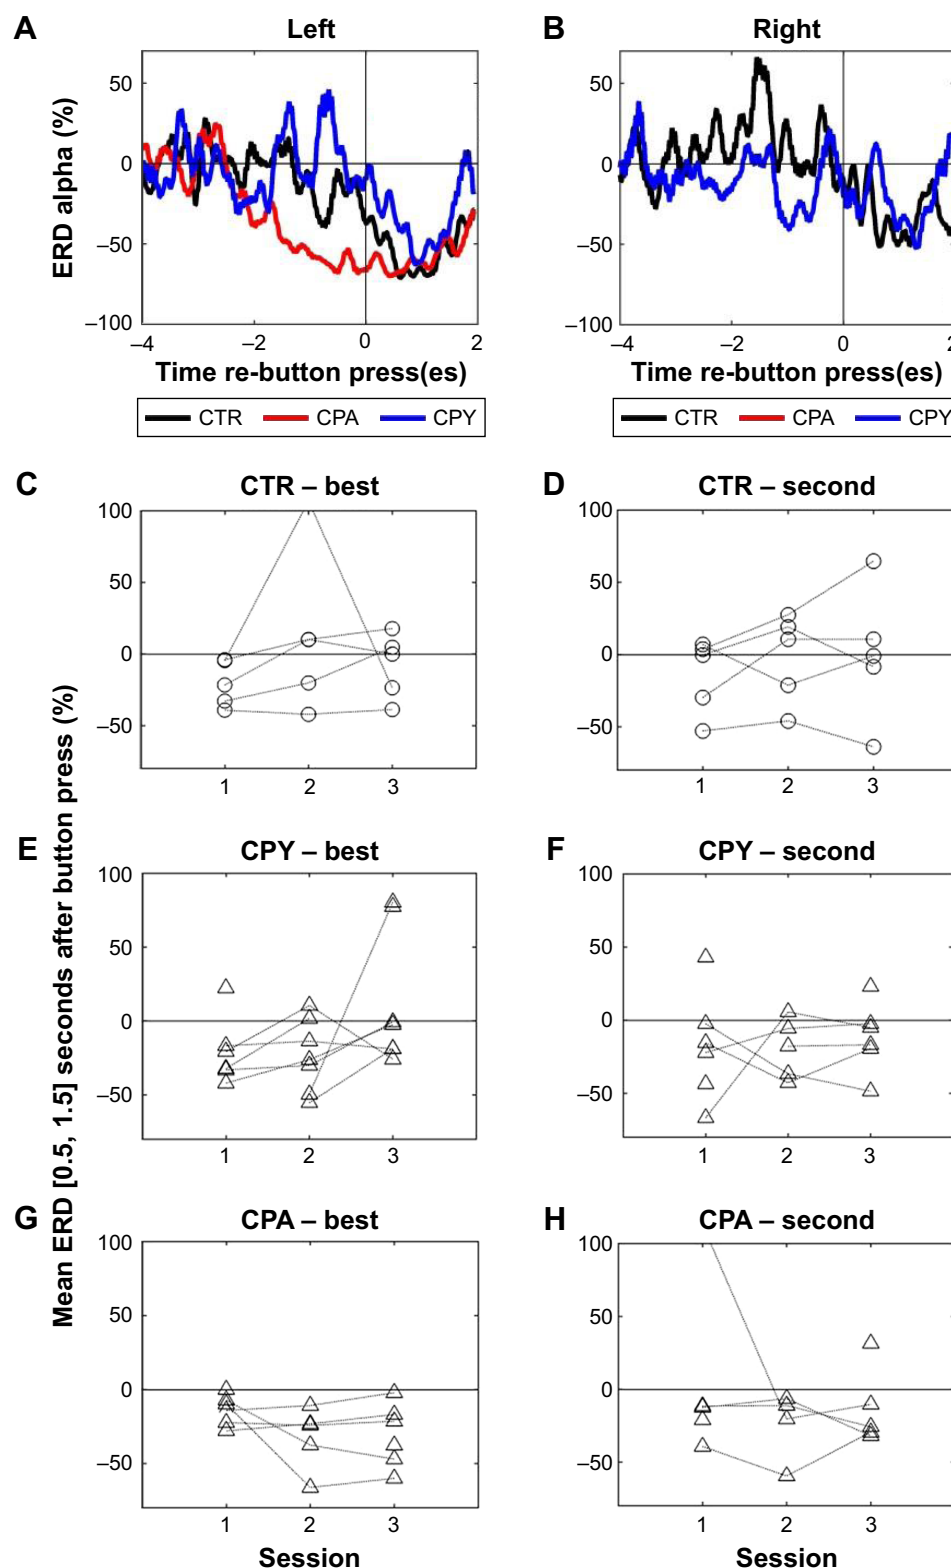 A
Left
50
0
–50
–100
–4
–2
0
2
ERD alpha (%)
Time re-button press(es)
CTR CPA CPY
B
Right
50
0
–50
–100
–4
–2
0
2
Time re-button press(es)
CTR CPA CPY
Mean ERD [0.5, 1.5] seconds after button press (%)
C
CTR – best
100
50
0
–50
1 2 3
D
CTR – second
100
50
0
–50
1 2 3
E
CPY – best
100
50
0
–50
1 2 3
F
CPY – second
100
50
0
–50
1 2 3
G
CPA – best
100
50
0
–50
1 2 3
Session
H
CPA – second
100
50
0
–50
1 2 3
Session